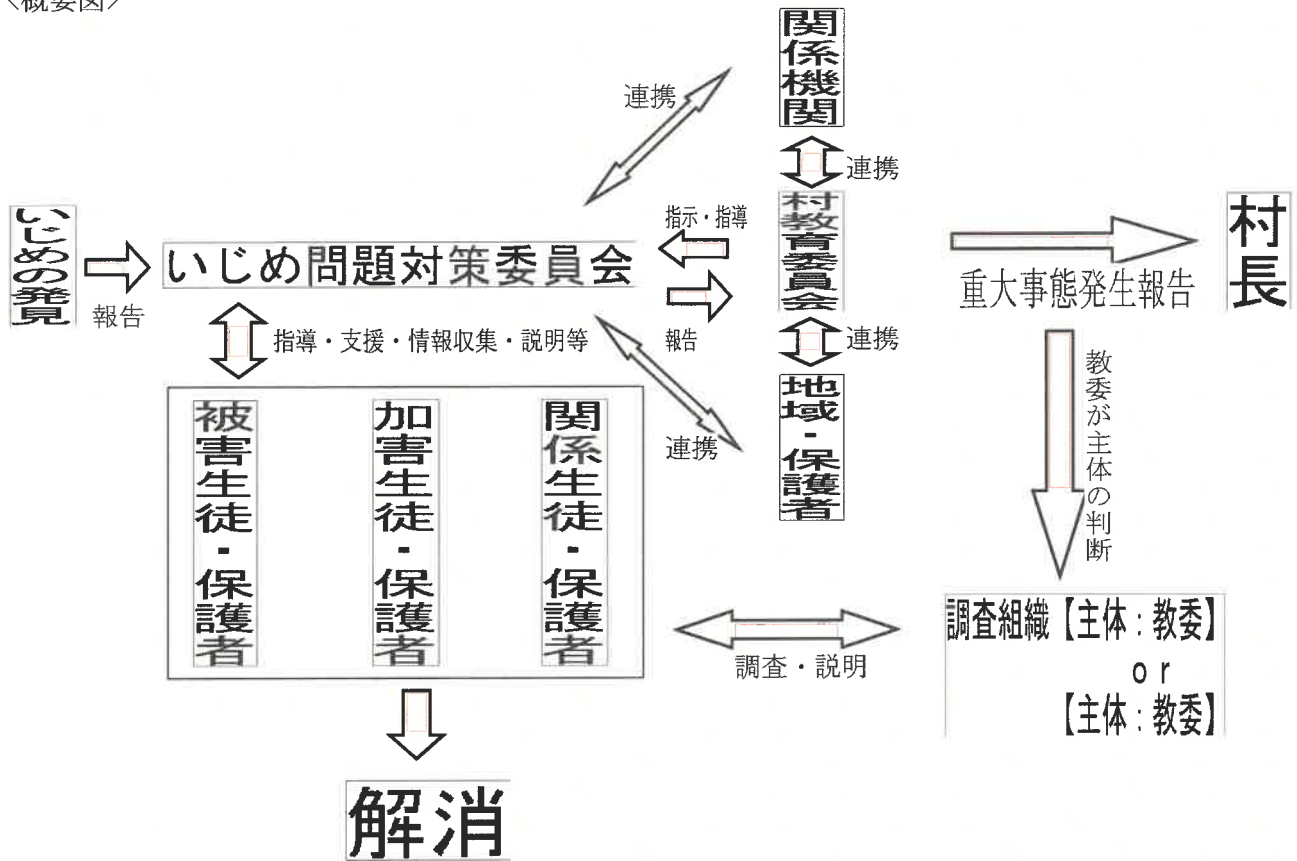 ＜概要図＞
関係機関
連携
連携
いじめの発見
報告
いじめ問題対策委員会
指示・指導
報告
村教育委員会
重大事態発生報告
村長
指導・支援・情報収集・説明等
連携
連携
地域・保護者
教委が主体の判断
被害生徒・保護者
加害生徒・保護者
関係生徒・保護者
調査・説明
調査組織【主体：教委】
ｏｒ
【主体：教委】
解消